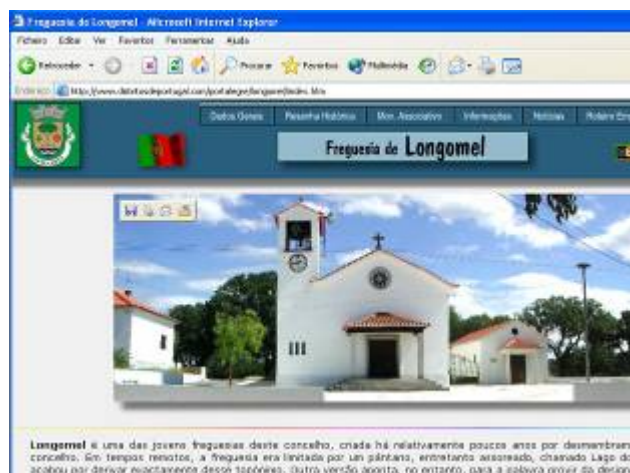 Freguesia de Longomel - Microsoft Internet Explorer
Ficheiro Editar Ver Favoritos Ferramentas Ajuda
Retroceder Procurar Favoritos Multimédia
Endereço
Dados Gerais Resenha Histórica Mov. Associativo Informações Notícias Roteiro
Freguesia de Longomel
Longomel é uma das jovens freguesias deste concelho, criada há relativamente poucos anos por desmembram
concelho. Em tempos remotos, a freguesia era limitada por um pântano, entretanto assoreado, chamado Lago do
acabou por derivar exactamente desse topónimo. Outra versão aponta, no entanto, para a palavra